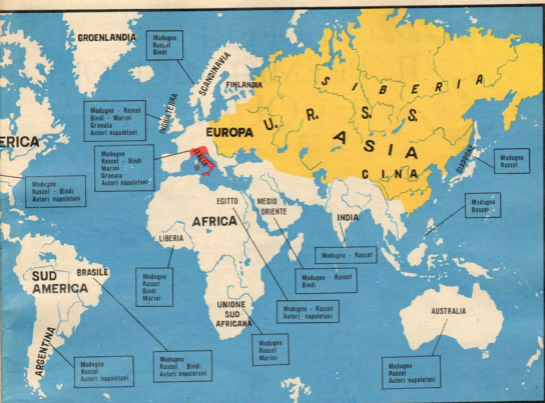 GROENLANDIA
Modugno
Rascel
Bindi
SCANDINAVIA
FINLANDIA
SIBERIA
Modugno - Rascel
Bindi - Marini
Granata
Autori napoletani
INGHILTERRA
EUROPA
U. R. S. S.
ERICA
ASIA
Modugno
Rascel - Bindi
Marini
Granata
Autori napoletani
ITALIA
CINA
GIAPPONE
Modugno
Rascel
Modugno
Rascel - Bindi
Autori napoletani
EGITTO
MEDIO
ORIENTE
INDIA
Modugno
Rascel
AFRICA
LIBERIA
Modugno - Rascel
SUD
AMERICA
BRASILE
Modugno
Rascel
Bindi
Marini
Modugno - Rascel
Bindi
Modugno - Rascel
Autori napoletani
UNIONE
SUD
AFRICANA
AUSTRALIA
ARGENTINA
Modugno
Rascel
Autori napoletani
Modugno
Rascel - Bindi
Autori napoletani
Modugno
Rascel
Marini
Modugno
Rascel
Autori napoletani